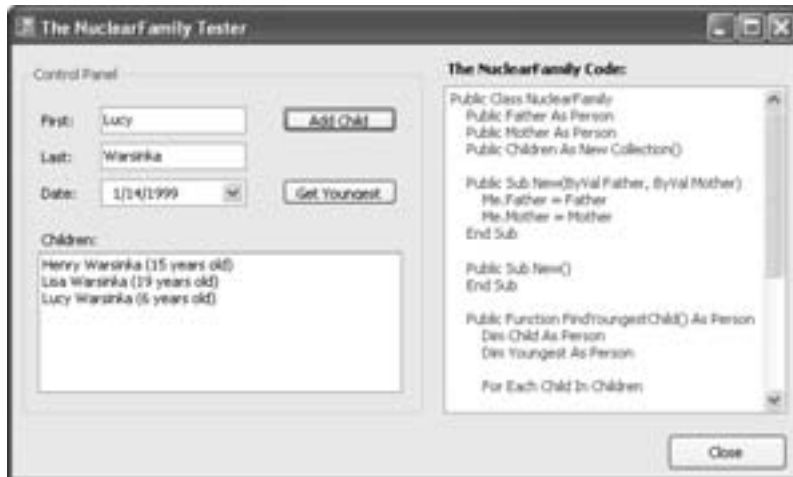 The NuclearFamily Tester
Control Panel
First:
Lucy
Add Child
Last:
Warsinka
Date:
1/14/1999
Get Youngest
Children:
Henry Warsinka (15 years old)
Lisa Warsinka (19 years old)
Lucy Warsinka (6 years old)
The NuclearFamily Code:
Public Class NuclearFamily
Public Father As Person
Public Mother As Person
Public Children As New Collection()
Public Sub New(ByVal Father, ByVal Mother)
Me.Father = Father
Me.Mother = Mother
End Sub
Public Sub New()
End Sub
Public Function FindYoungestChild() As Person
Dim Child As Person
Dim Youngest As Person
For Each Child In Children
Close